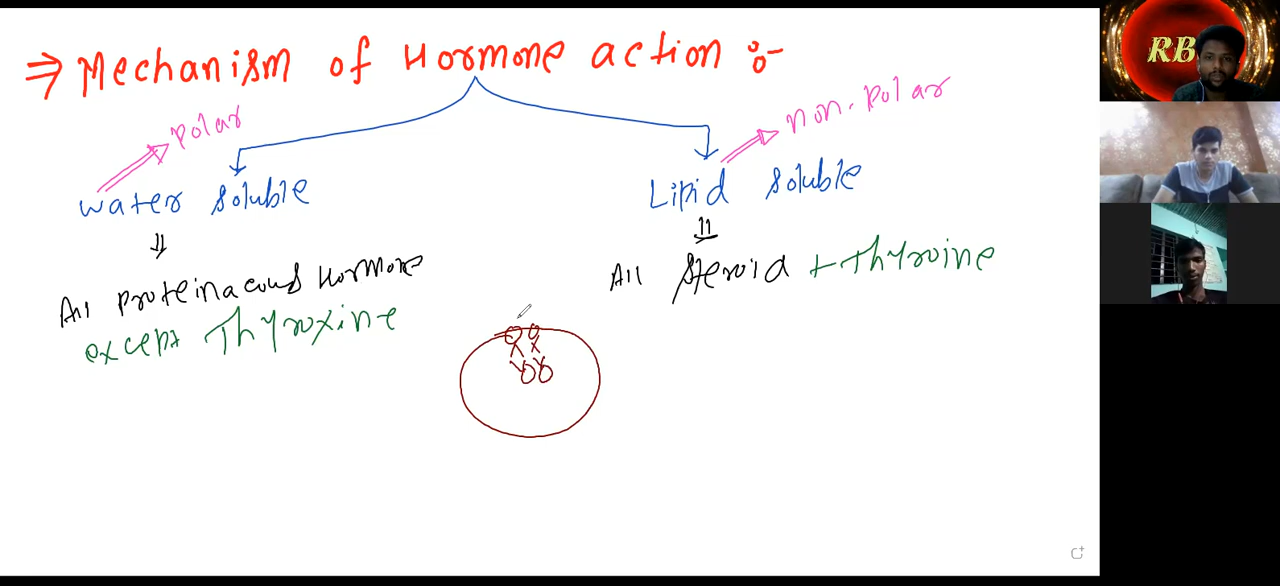 ⇒ Mechanism of Hormone action :-
Polar
non-polar
water soluble
Lipid soluble
All Proteinaceous Hormone
except Thyroxine
All Steroid + Thyroine
RB